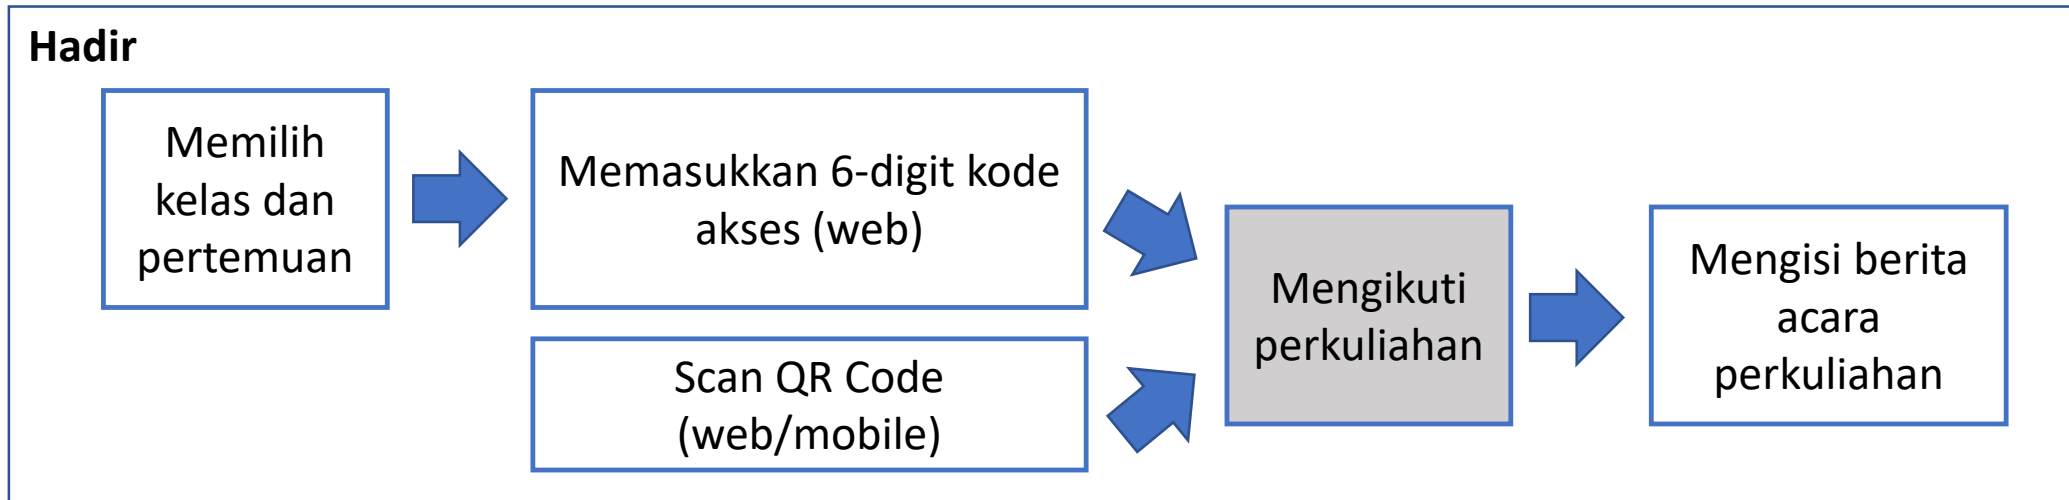 Hadir
Memilih
kelas dan
pertemuan
Memasukkan 6-digit kode
akses (web)
Scan QR Code
(web/mobile)
Mengikuti
perkuliahan
Mengisi berita
acara
perkuliahan